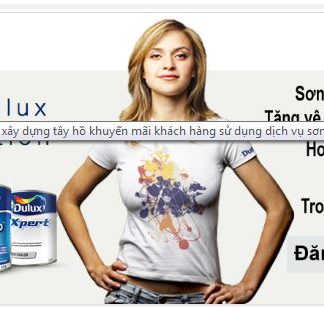 lux
Sơn
Tăng vé
xây dựng tây hồ khuyến mãi khách hàng sử dụng dịch vụ sơn
Ho
Dulux
Tro
Dulux
Xpert
Đăn